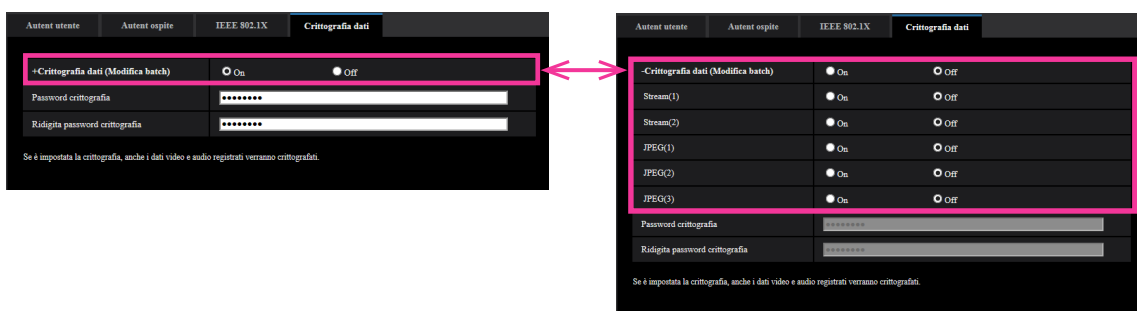 Autent utente Autent ospite IEEE 802.1X Crittografia dati
+Crittografia dati (Modifica batch) On Off
Password crittografia ••••••••
Ridigita password crittografia ••••••••
Se è impostata la crittografia, anche i dati video e audio registrati verranno crittografati.
Autent utente Autent ospite IEEE 802.1X Crittografia dati
-Crittografia dati (Modifica batch) On Off
Stream(1) On Off
Stream(2) On Off
JPEG(1) On Off
JPEG(2) On Off
JPEG(3) On Off
Password crittografia ••••••••
Ridigita password crittografia ••••••••
Se è impostata la crittografia, anche i dati video e audio registrati verranno crittografati.